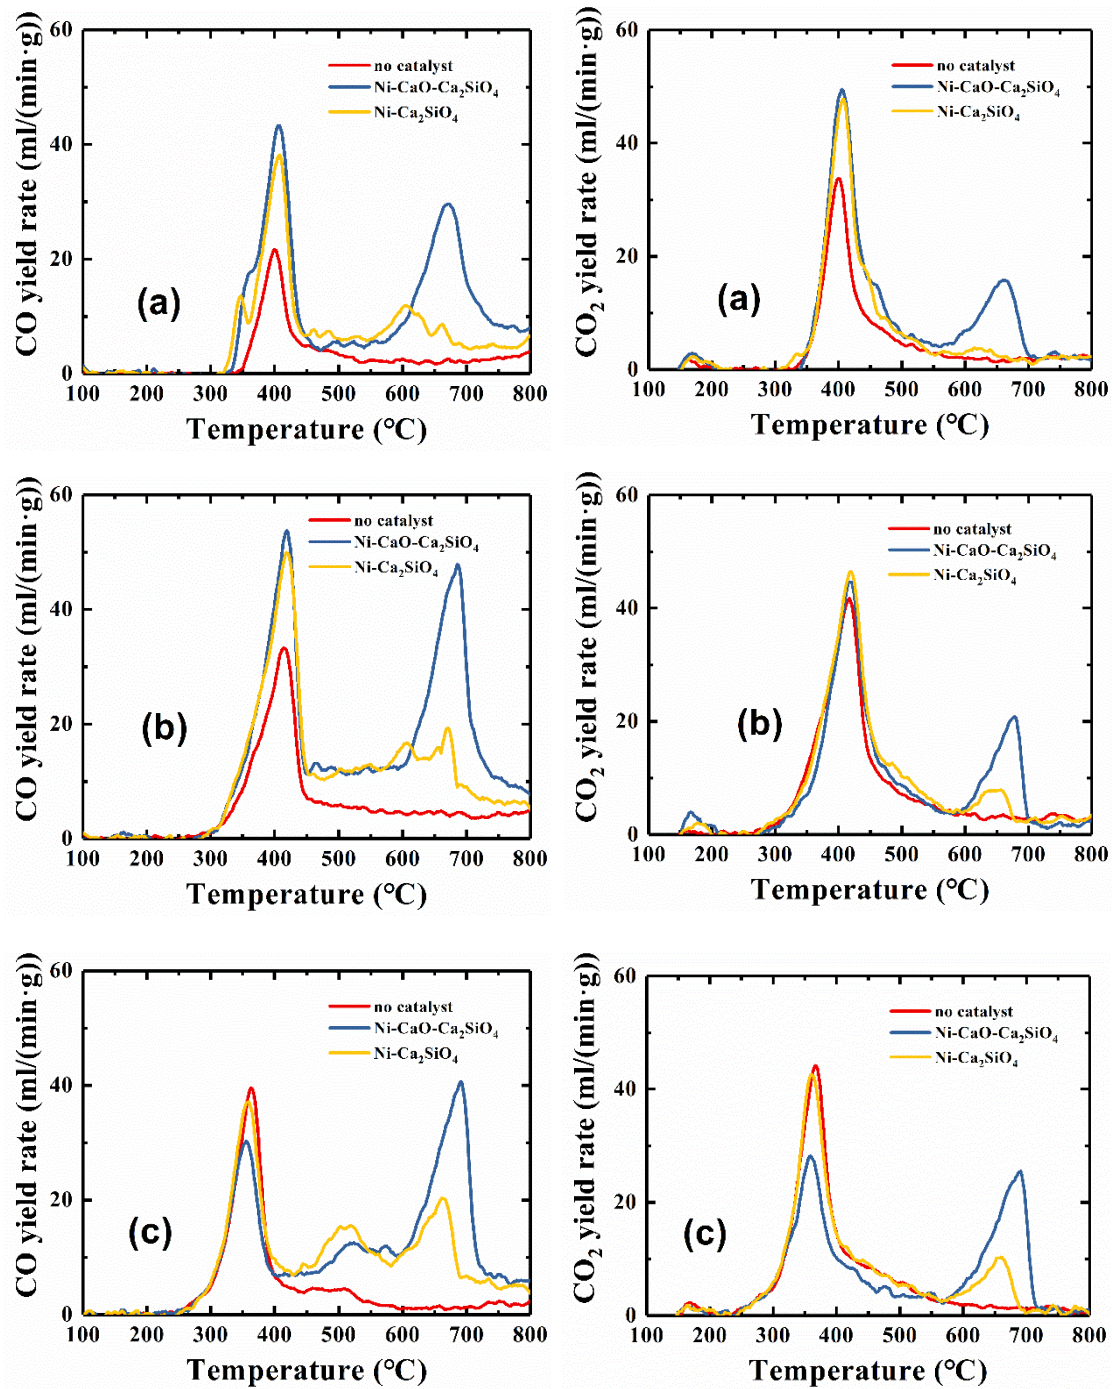 CO yield rate (ml/(min·g))
60
40
20
0
no catalyst
Ni-CaO-Ca₂SiO₄
Ni-Ca₂SiO₄
(a)
100 200 300 400 500 600 700 800
Temperature (°C)
CO₂ yield rate (ml/(min·g))
60
40
20
0
no catalyst
Ni-CaO-Ca₂SiO₄
Ni-Ca₂SiO₄
(a)
100 200 300 400 500 600 700 800
Temperature (°C)
CO yield rate (ml/(min·g))
60
40
20
0
no catalyst
Ni-CaO-Ca₂SiO₄
Ni-Ca₂SiO₄
(b)
100 200 300 400 500 600 700 800
Temperature (°C)
CO₂ yield rate (ml/(min·g))
60
40
20
0
no catalyst
Ni-CaO-Ca₂SiO₄
Ni-Ca₂SiO₄
(b)
100 200 300 400 500 600 700 800
Temperature (°C)
CO yield rate (ml/(min·g))
60
40
20
0
no catalyst
Ni-CaO-Ca₂SiO₄
Ni-Ca₂SiO₄
(c)
100 200 300 400 500 600 700 800
Temperature (°C)
CO₂ yield rate (ml/(min·g))
60
40
20
0
no catalyst
Ni-CaO-Ca₂SiO₄
Ni-Ca₂SiO₄
(c)
100 200 300 400 500 600 700 800
Temperature (°C)